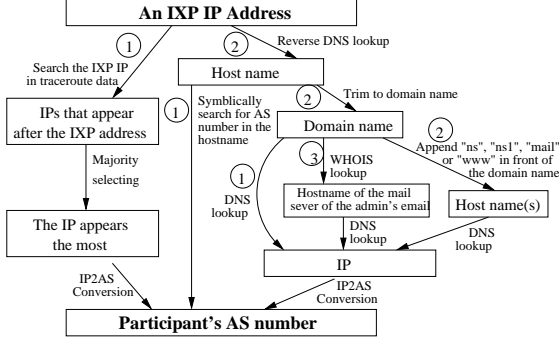 An IXP IP Address
1
2
Reverse DNS lookup
Search the IXP IP
in traceroute data
Host name
1
2
Trim to domain name
IPs that appear
after the IXP address
Symblically
search for AS
number in the
hostname
Domain name
2
Append "ns", "ns1", "mail"
or "www" in front of
the domain name
3
WHOIS
lookup
1
DNS
lookup
Majority
selecting
Hostname of the mail
sever of the admin's email
Host name(s)
The IP appears
the most
DNS
lookup
DNS
lookup
IP
IP2AS
Conversion
IP2AS
Conversion
Participant's AS number